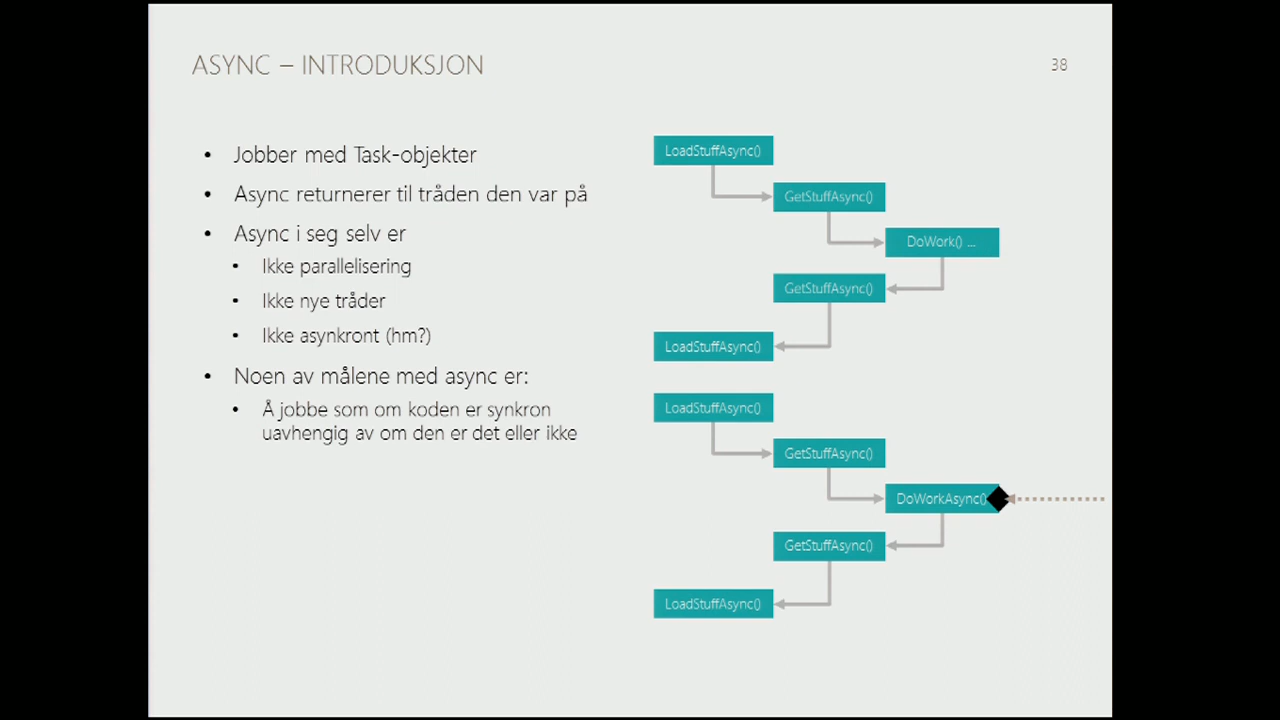 ASYNC – INTRODUKSJON
38
• Jobber med Task-objekter
• Async returnerer til tråden den var på
• Async i seg selv er
• Ikke parallelisering
• Ikke nye tråder
• Ikke asynkront (hm?)
• Noen av målene med async er:
• Å jobbe som om koden er synkron
uavhengig av om den er det eller ikke
LoadStuffAsync()
GetStuffAsync()
DoWork() ...
GetStuffAsync()
LoadStuffAsync()
LoadStuffAsync()
GetStuffAsync()
DoWorkAsync()
GetStuffAsync()
LoadStuffAsync()